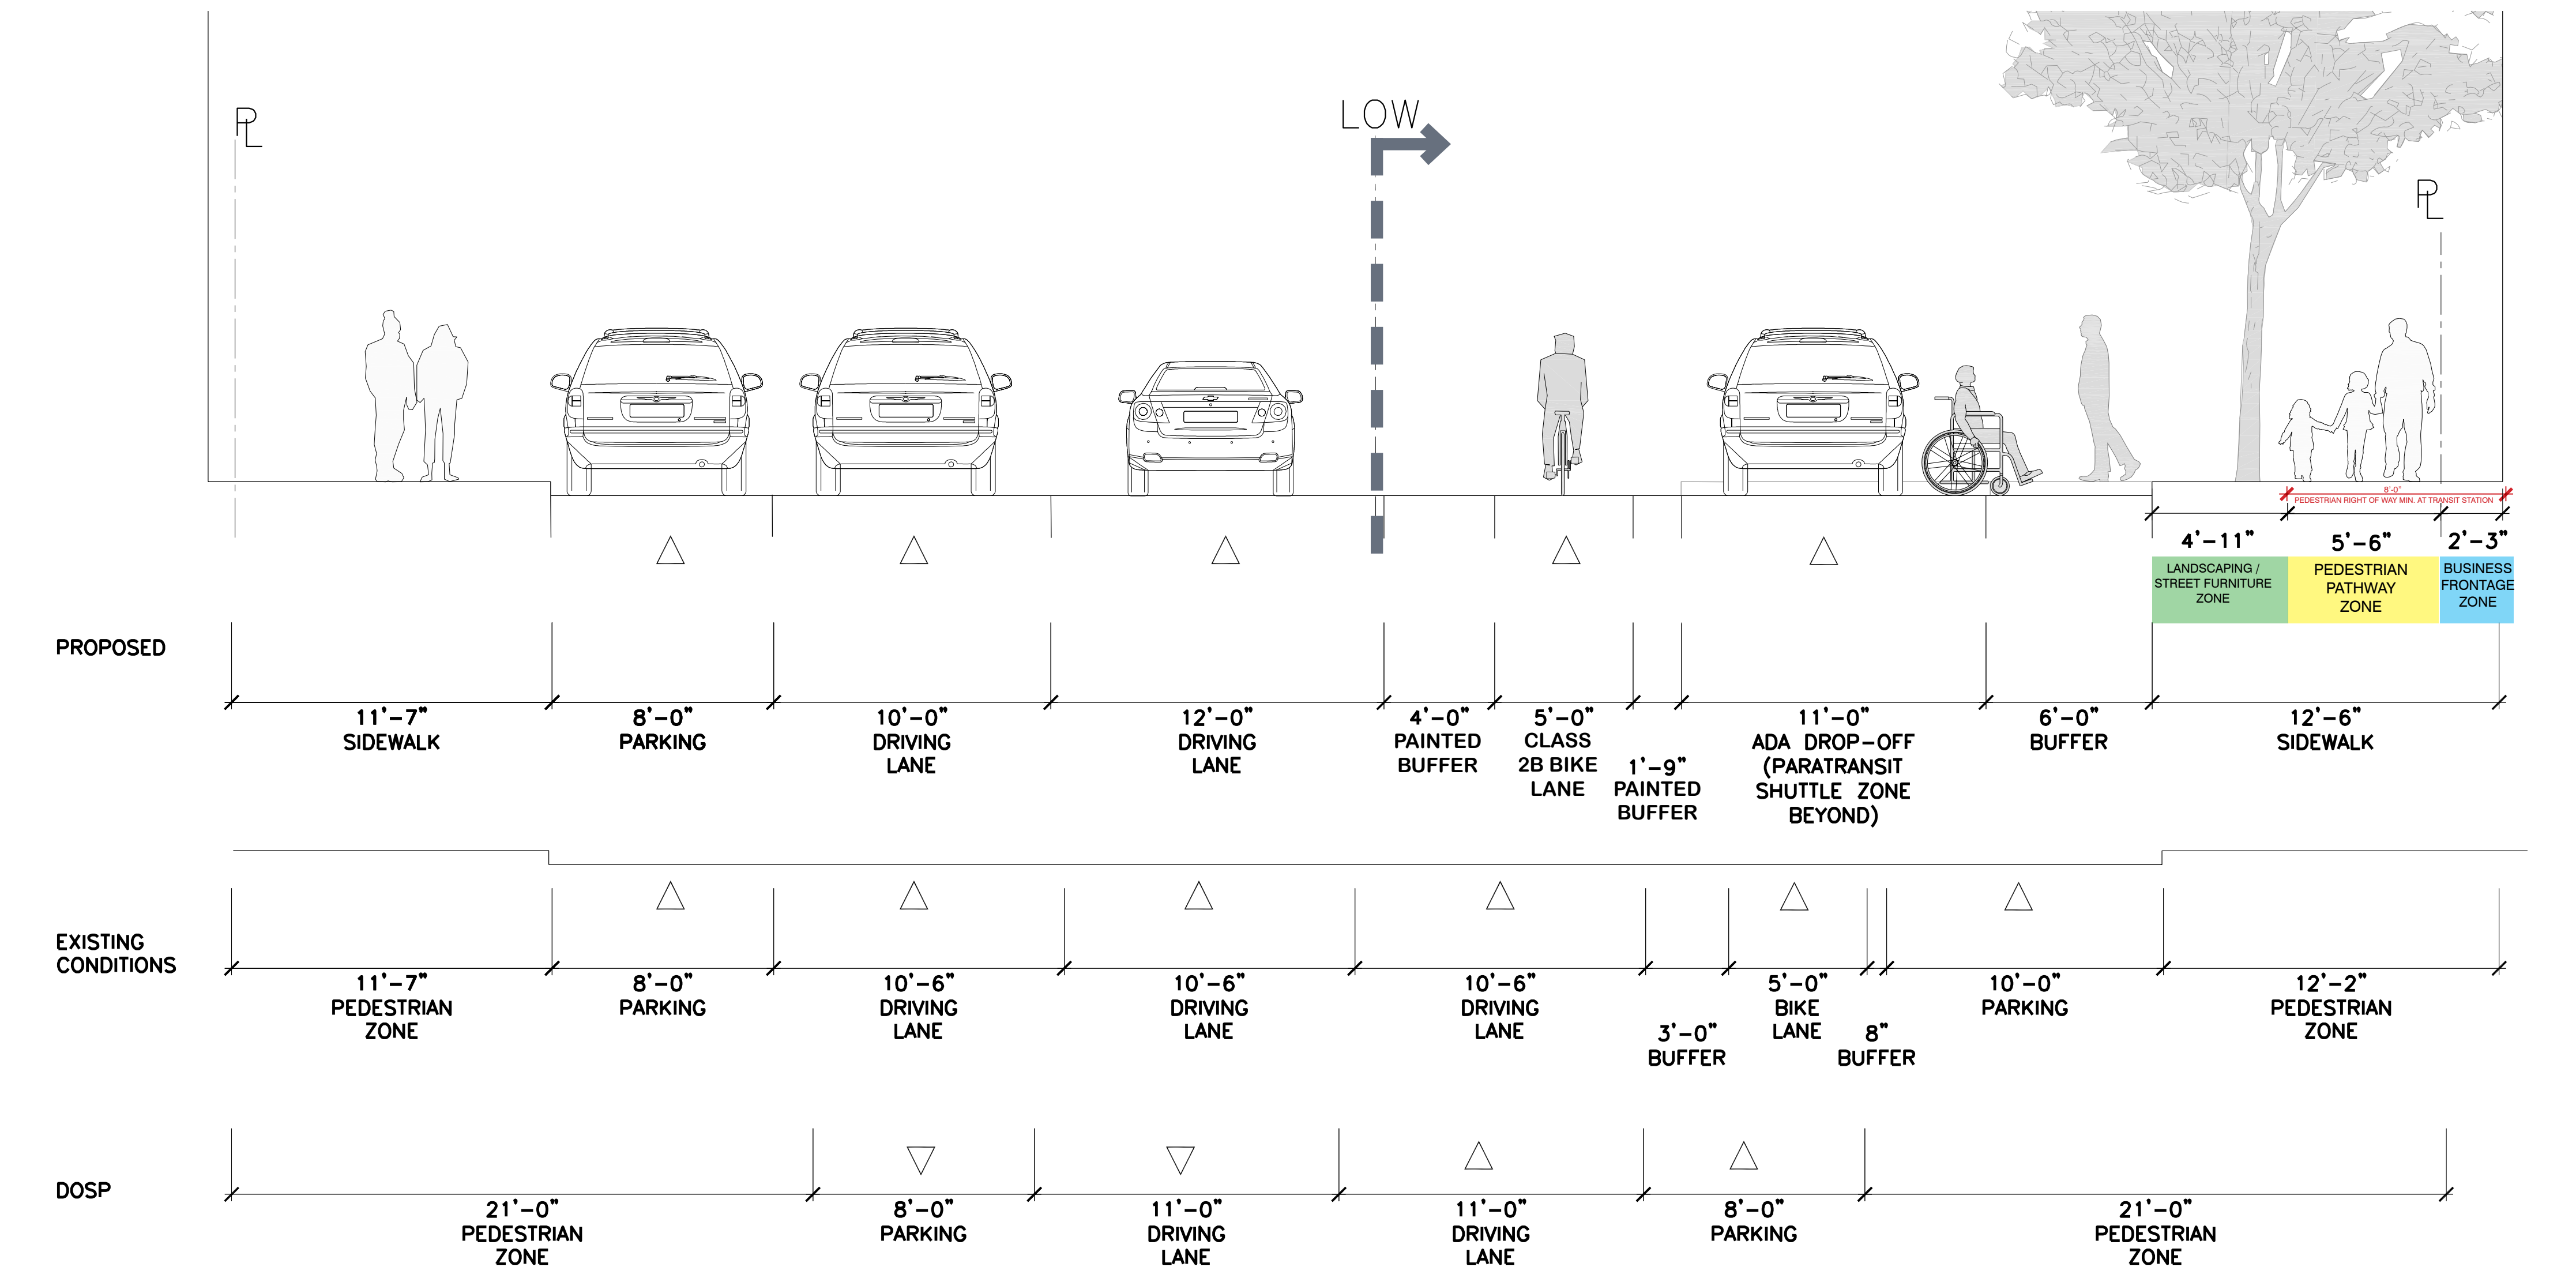 PL
LOW
PL
8'-0"
PEDESTRIAN RIGHT OF WAY MIN. AT TRANSIT STATION
4'-11"
5'-6"
2'-3"
LANDSCAPING /
STREET FURNITURE
ZONE
PEDESTRIAN
PATHWAY
ZONE
BUSINESS
FRONTAGE
ZONE
PROPOSED
11'-7"
SIDEWALK
8'-0"
PARKING
10'-0"
DRIVING
LANE
12'-0"
DRIVING
LANE
4'-0"
PAINTED
BUFFER
5'-0"
CLASS
2B BIKE
LANE
1'-9"
PAINTED
BUFFER
11'-0"
ADA DROP-OFF
(PARATRANSIT
SHUTTLE ZONE
BEYOND)
6'-0"
BUFFER
12'-6"
SIDEWALK
EXISTING
CONDITIONS
11'-7"
PEDESTRIAN
ZONE
8'-0"
PARKING
10'-6"
DRIVING
LANE
10'-6"
DRIVING
LANE
10'-6"
DRIVING
LANE
3'-0"
BUFFER
5'-0"
BIKE
LANE
8"
BUFFER
10'-0"
PARKING
12'-2"
PEDESTRIAN
ZONE
DOSP
21'-0"
PEDESTRIAN
ZONE
8'-0"
PARKING
11'-0"
DRIVING
LANE
11'-0"
DRIVING
LANE
8'-0"
PARKING
21'-0"
PEDESTRIAN
ZONE